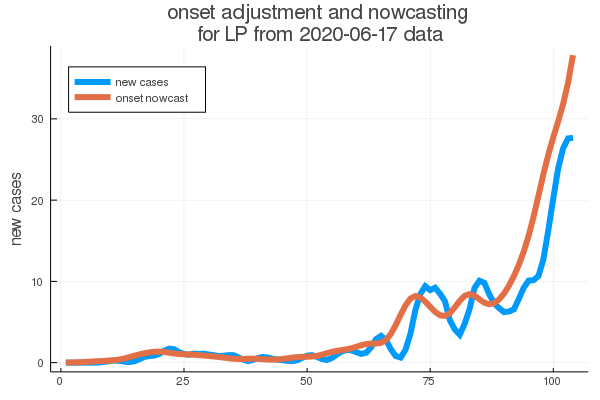 onset adjustment and nowcasting
for LP from 2020-06-17 data
new cases
onset nowcast
new cases
30
20
10
0
0
25
50
75
100